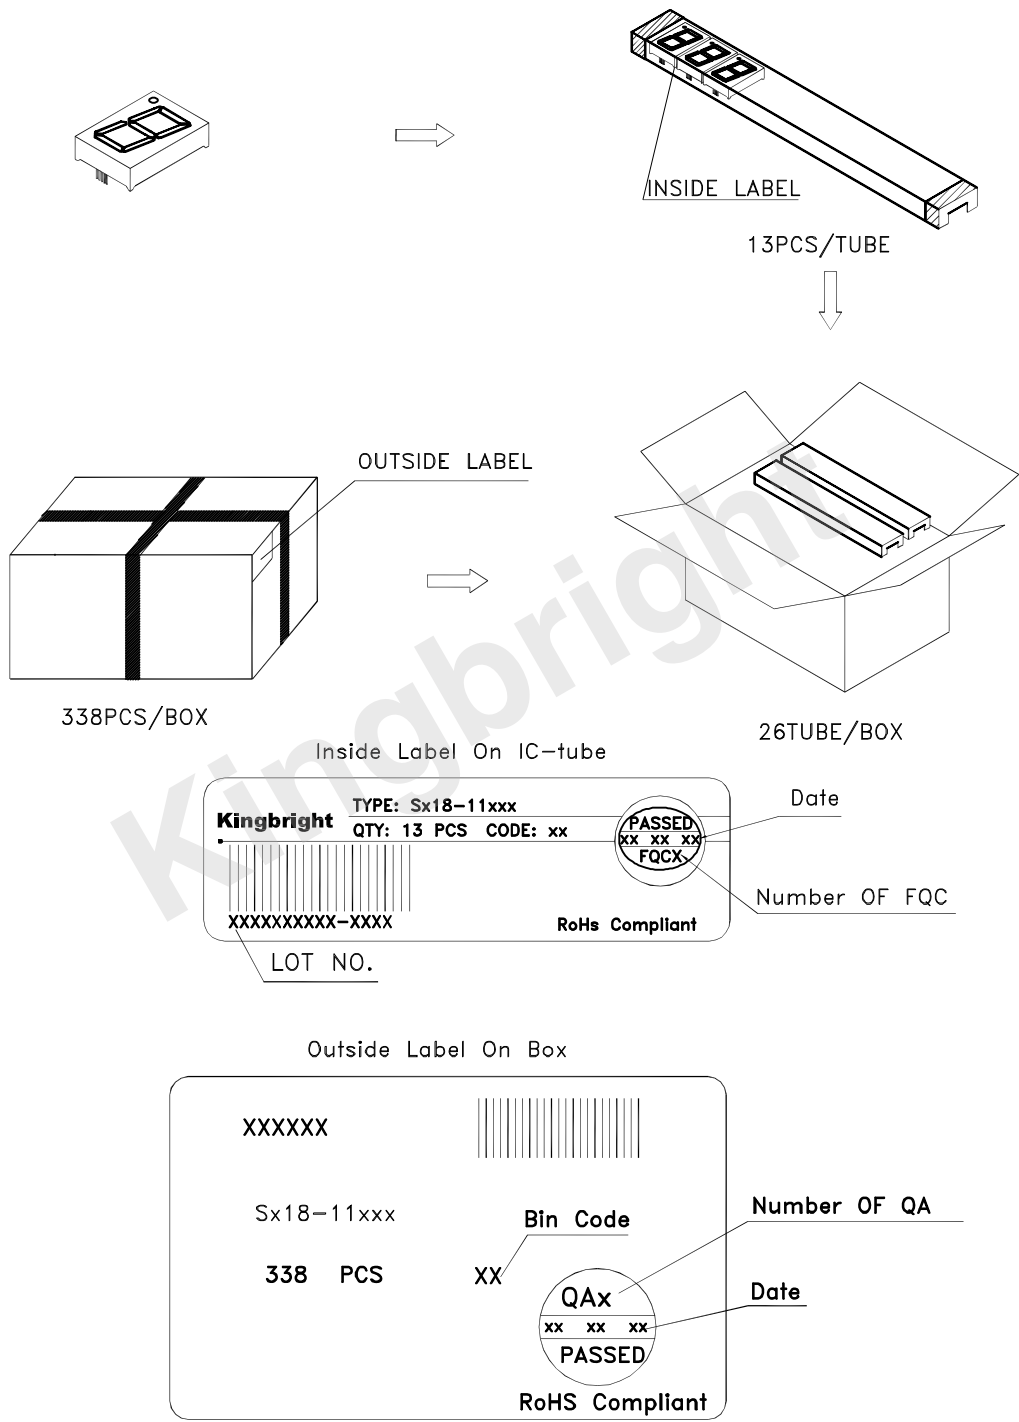 INSIDE LABEL
13PCS/TUBE
OUTSIDE LABEL
338PCS/BOX
26TUBE/BOX
Kingbright
Inside Label On IC-tube
TYPE: Sx18-11xxx
Kingbright
QTY: 13 PCS CODE: xx
PASSED
xx xx xx
FQCX
Date
Number OF FQC
XXXXXXXXXX-XXXX
RoHs Compliant
LOT NO.
Outside Label On Box
XXXXXX
Sx18-11xxx
Bin Code
Number OF QA
338 PCS
XX
QAx
Date
xx xx xx
PASSED
RoHS Compliant